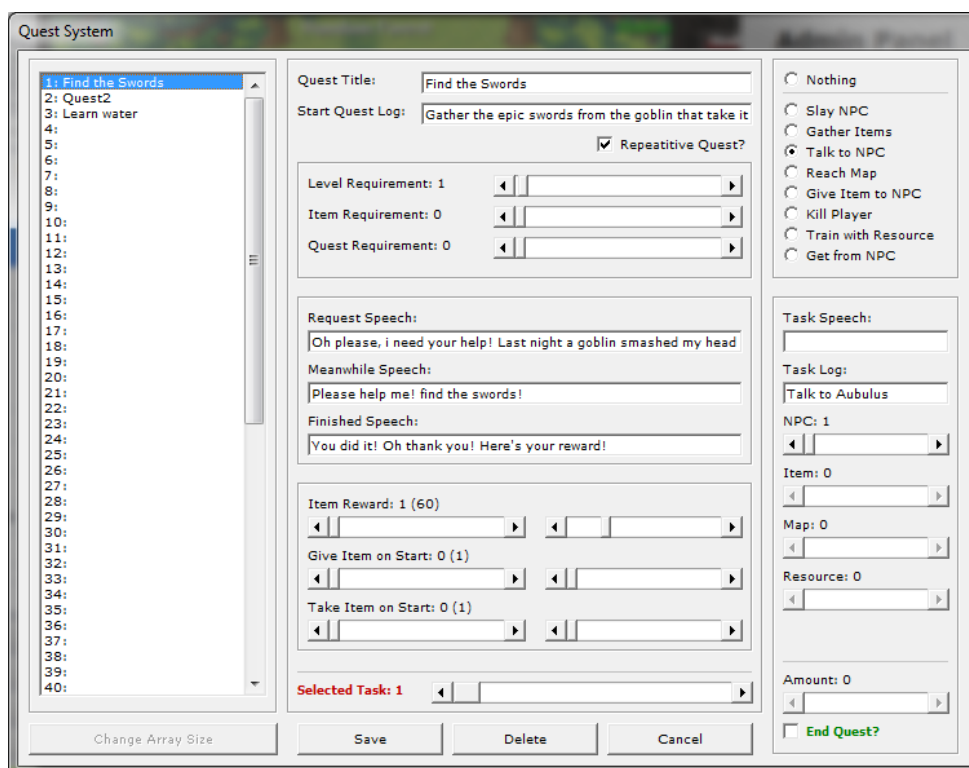 Quest System
Admin Panel
1: Find the Swords
2: Quest2
3: Learn water
4:
5:
6:
7:
8:
9:
10:
11:
12:
13:
14:
15:
16:
17:
18:
19:
20:
21:
22:
23:
24:
25:
26:
27:
28:
29:
30:
31:
32:
33:
34:
35:
36:
37:
38:
39:
40:
Change Array Size
Quest Title: Find the Swords
Start Quest Log: Gather the epic swords from the goblin that take it
Repeatitive Quest?
Level Requirement: 1
Item Requirement: 0
Quest Requirement: 0
Request Speech:
Oh please, i need your help! Last night a goblin smashed my head
Meanwhile Speech:
Please help me! find the swords!
Finished Speech:
You did it! Oh thank you! Here's your reward!
Item Reward: 1 (60)
Give Item on Start: 0 (1)
Take Item on Start: 0 (1)
Selected Task: 1
Save
Delete
Cancel
Nothing
Slay NPC
Gather Items
Talk to NPC
Reach Map
Give Item to NPC
Kill Player
Train with Resource
Get from NPC
Task Speech:
Task Log:
Talk to Aubulus
NPC: 1
Item: 0
Map: 0
Resource: 0
Amount: 0
End Quest?